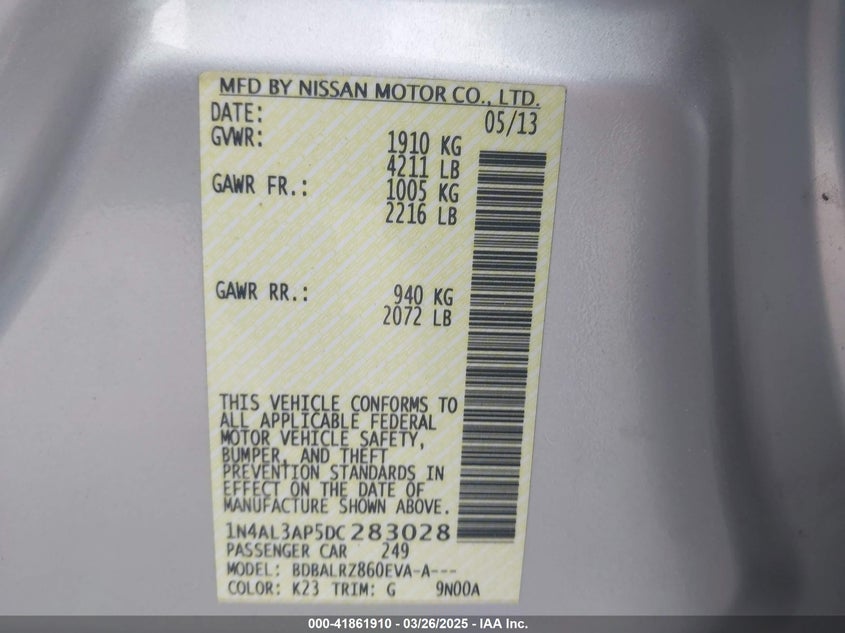 MFD BY NISSAN MOTOR CO., LTD.
DATE: 05/13
GVWR: 1910 KG
4211 LB
GAWR FR.: 1005 KG
2216 LB
GAWR RR.: 940 KG
2072 LB
THIS VEHICLE CONFORMS TO
ALL APPLICABLE FEDERAL
MOTOR VEHICLE SAFETY,
BUMPER, AND THEFT
PREVENTION STANDARDS IN
EFFECT ON THE DATE OF
MANUFACTURE SHOWN ABOVE.
1N4AL3AP5DC283028
PASSENGER CAR 249
MODEL: BDBALRZ860EVA-A---
COLOR: K23 TRIM: G 9N00A
000-41861910 - 03/26/2025 - IAA Inc.